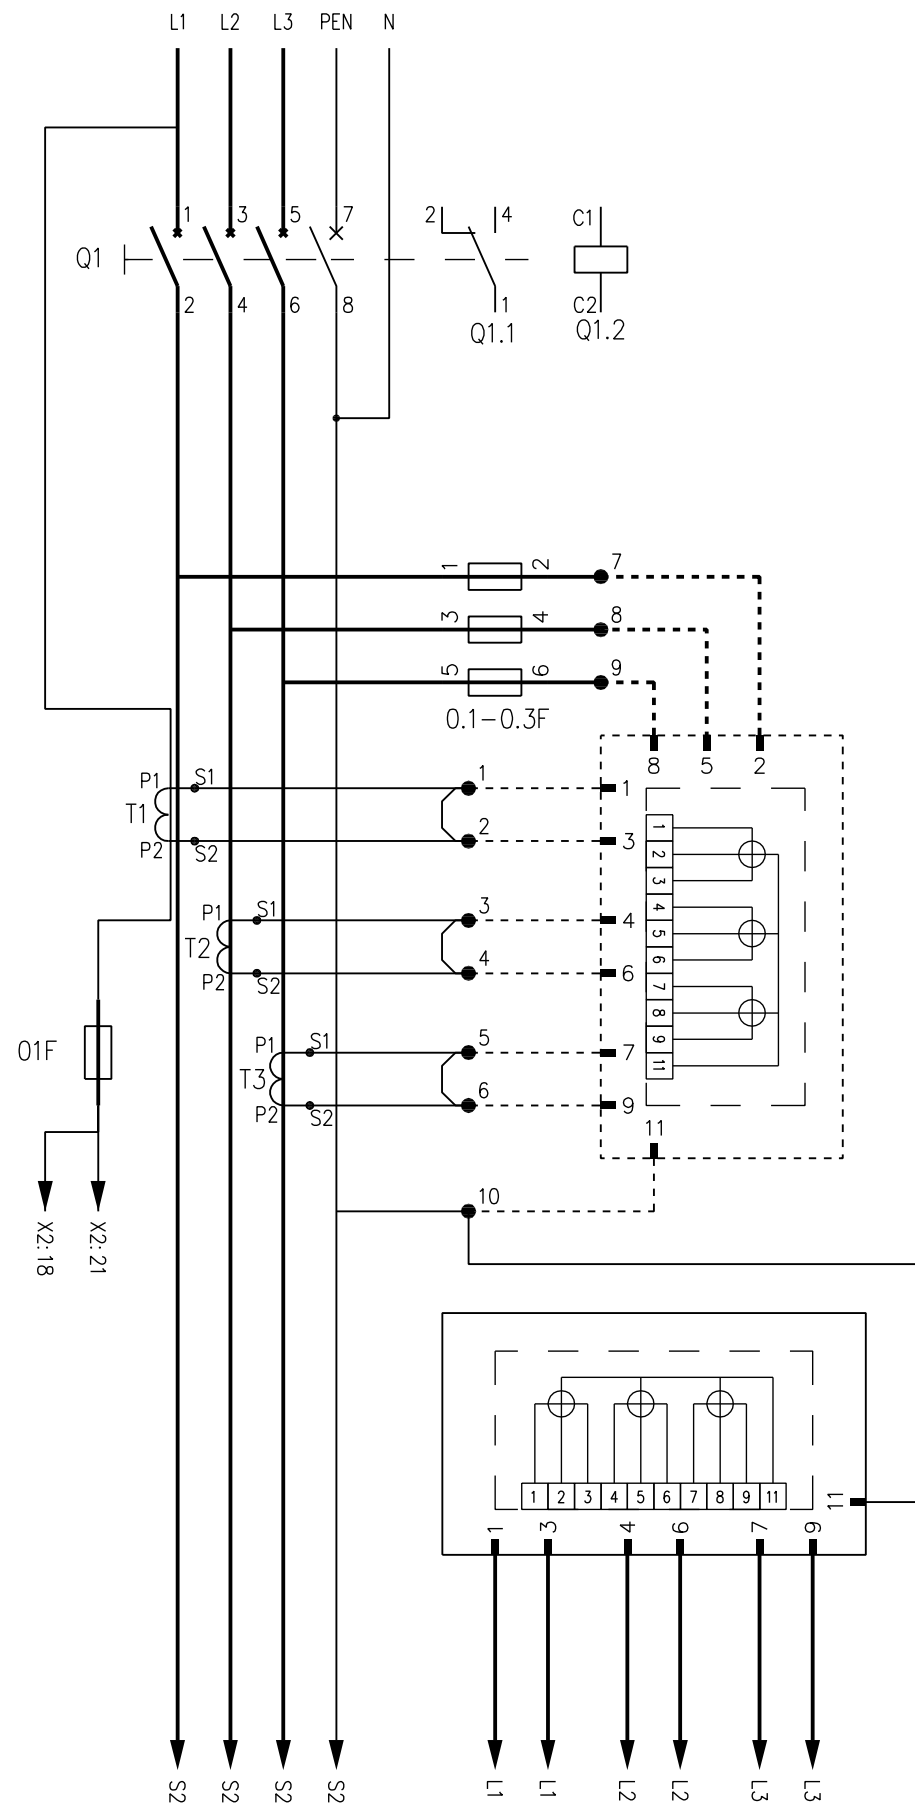 L1 L2 L3 PEN N
1 3 5 7 2 4 C1
Q1
2 4 6 8 1 C2
Q1.1 Q1.2
1 2 7
3 4 8
5 6 9
0.1-0.3F
8 5 2
P1 S1 1 1
T1
P2 S2 2 3
P1 S1 3 4
T2
P2 S2 4 6
P1 S1 5 7
T3
P2 S2 6 9
1
2
3
4
5
6
7
8
9
11
01F
11
10
X2:18 X2:21
1 2 3 4 5 6 7 8 9 11
11
1 3 4 6 7 9
S2 S2 S2 S2 L1 L1 L2 L2 L3 L3